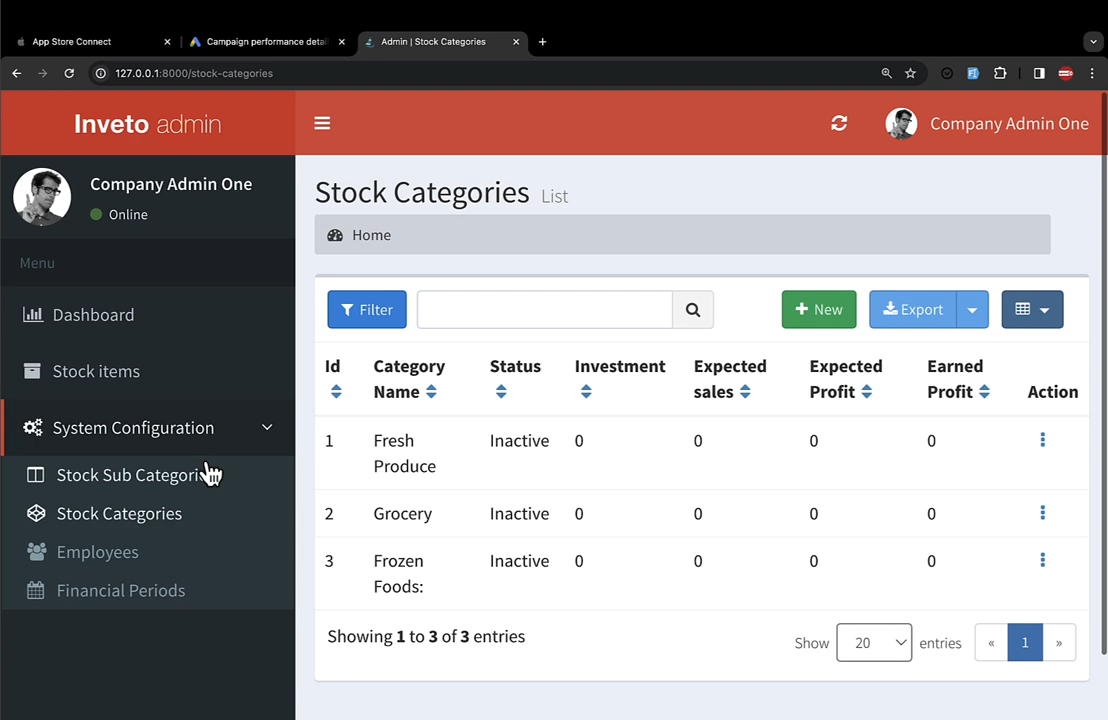 App Store Connect
Campaign performance detai
Admin | Stock Categories
127.0.0.1:8000/stock-categories
Inveto admin
Company Admin One
Company Admin One
Online
Menu
Dashboard
Stock items
System Configuration
Stock Sub Categori
Stock Categories
Employees
Financial Periods
Stock Categories List
Home
Filter
New
Export
Id Category Name Status Investment Expected sales Expected Profit Earned Profit Action
1 Fresh Produce Inactive 0 0 0 0
2 Grocery Inactive 0 0 0 0
3 Frozen Foods: Inactive 0 0 0 0
Showing 1 to 3 of 3 entries
Show 20 entries « 1 »